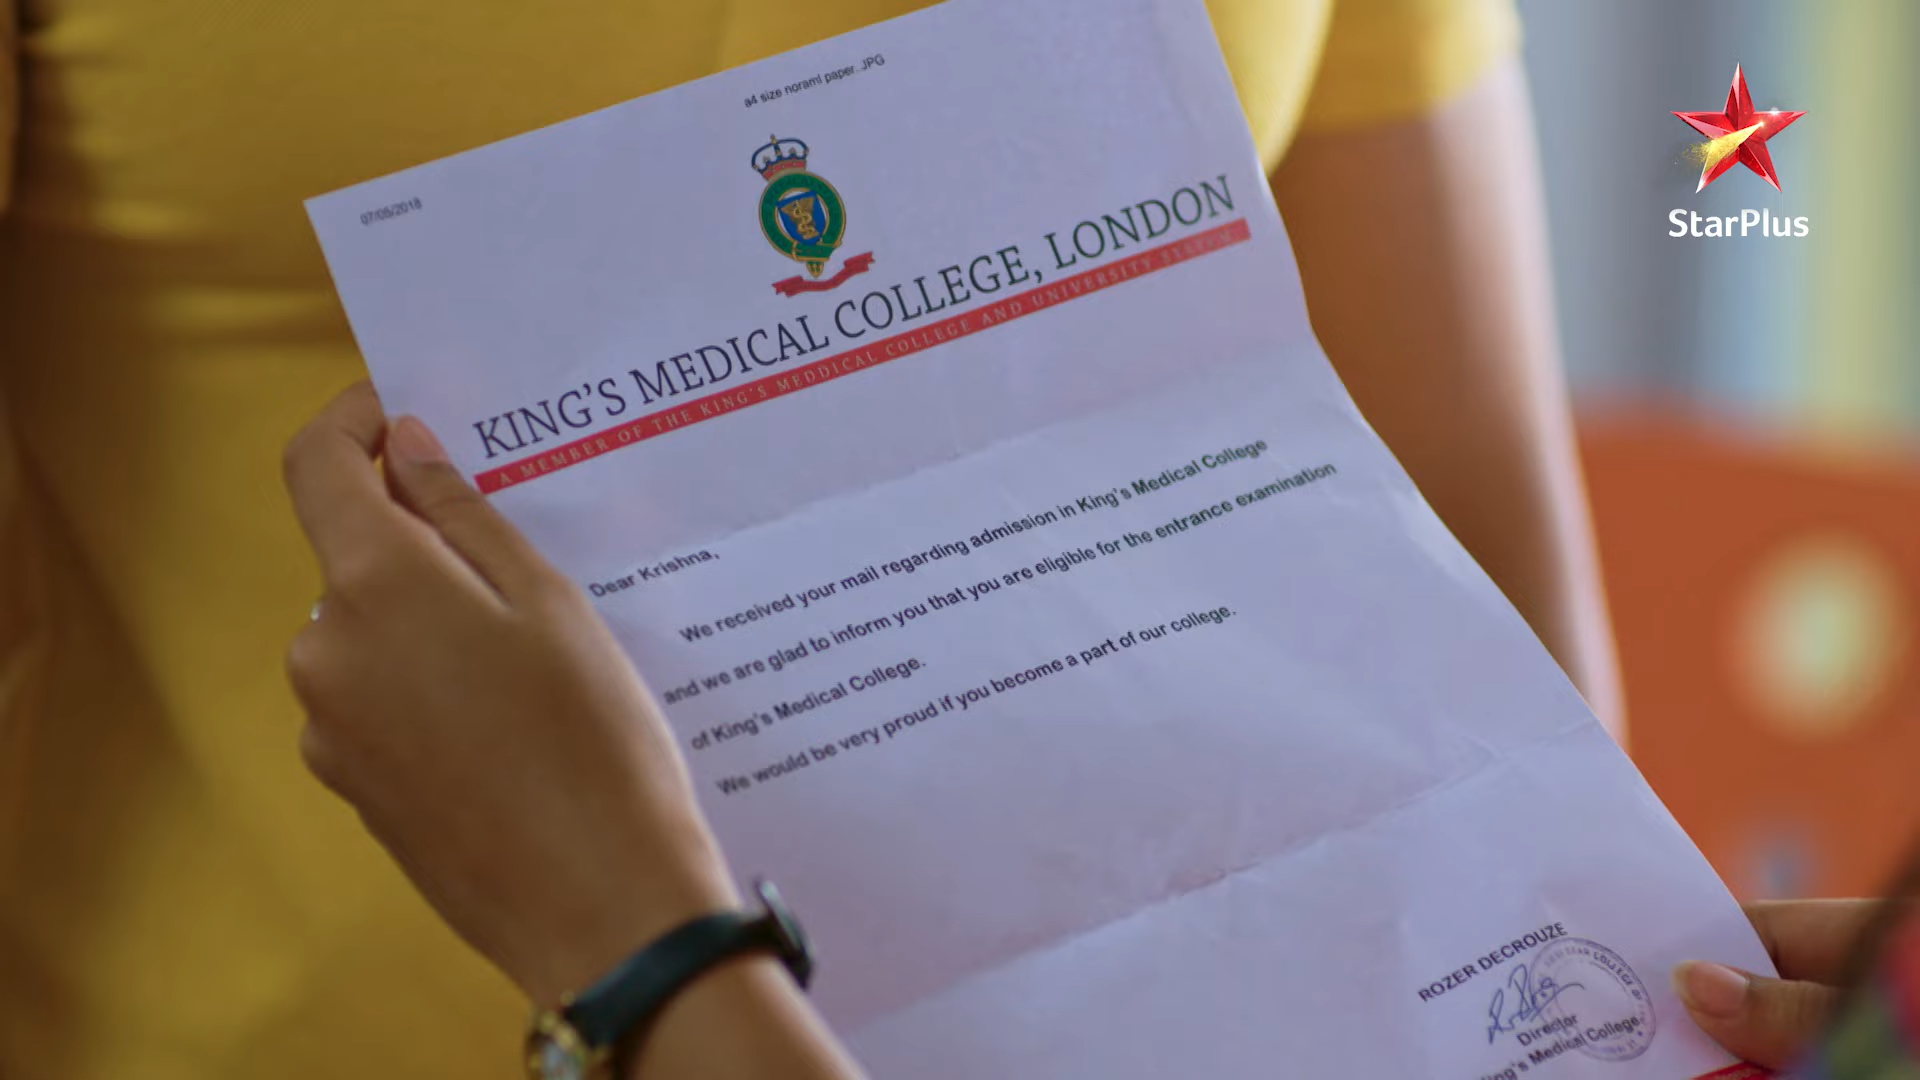 a4 size noraml paper..JPG
07/05/2018
StarPlus
KING'S MEDICAL COLLEGE, LONDON
A MEMBER OF THE KING'S MEDDICAL COLLEGE AND UNIVERSITY SYSTEM
Dear Krishna,
We received your mail regarding admission in King's Medical College
and we are glad to inform you that you are eligible for the entrance examination
of King's Medical College.
We would be very proud if you become a part of our college.
ROZER DECROUZE
Director
King's Medical College